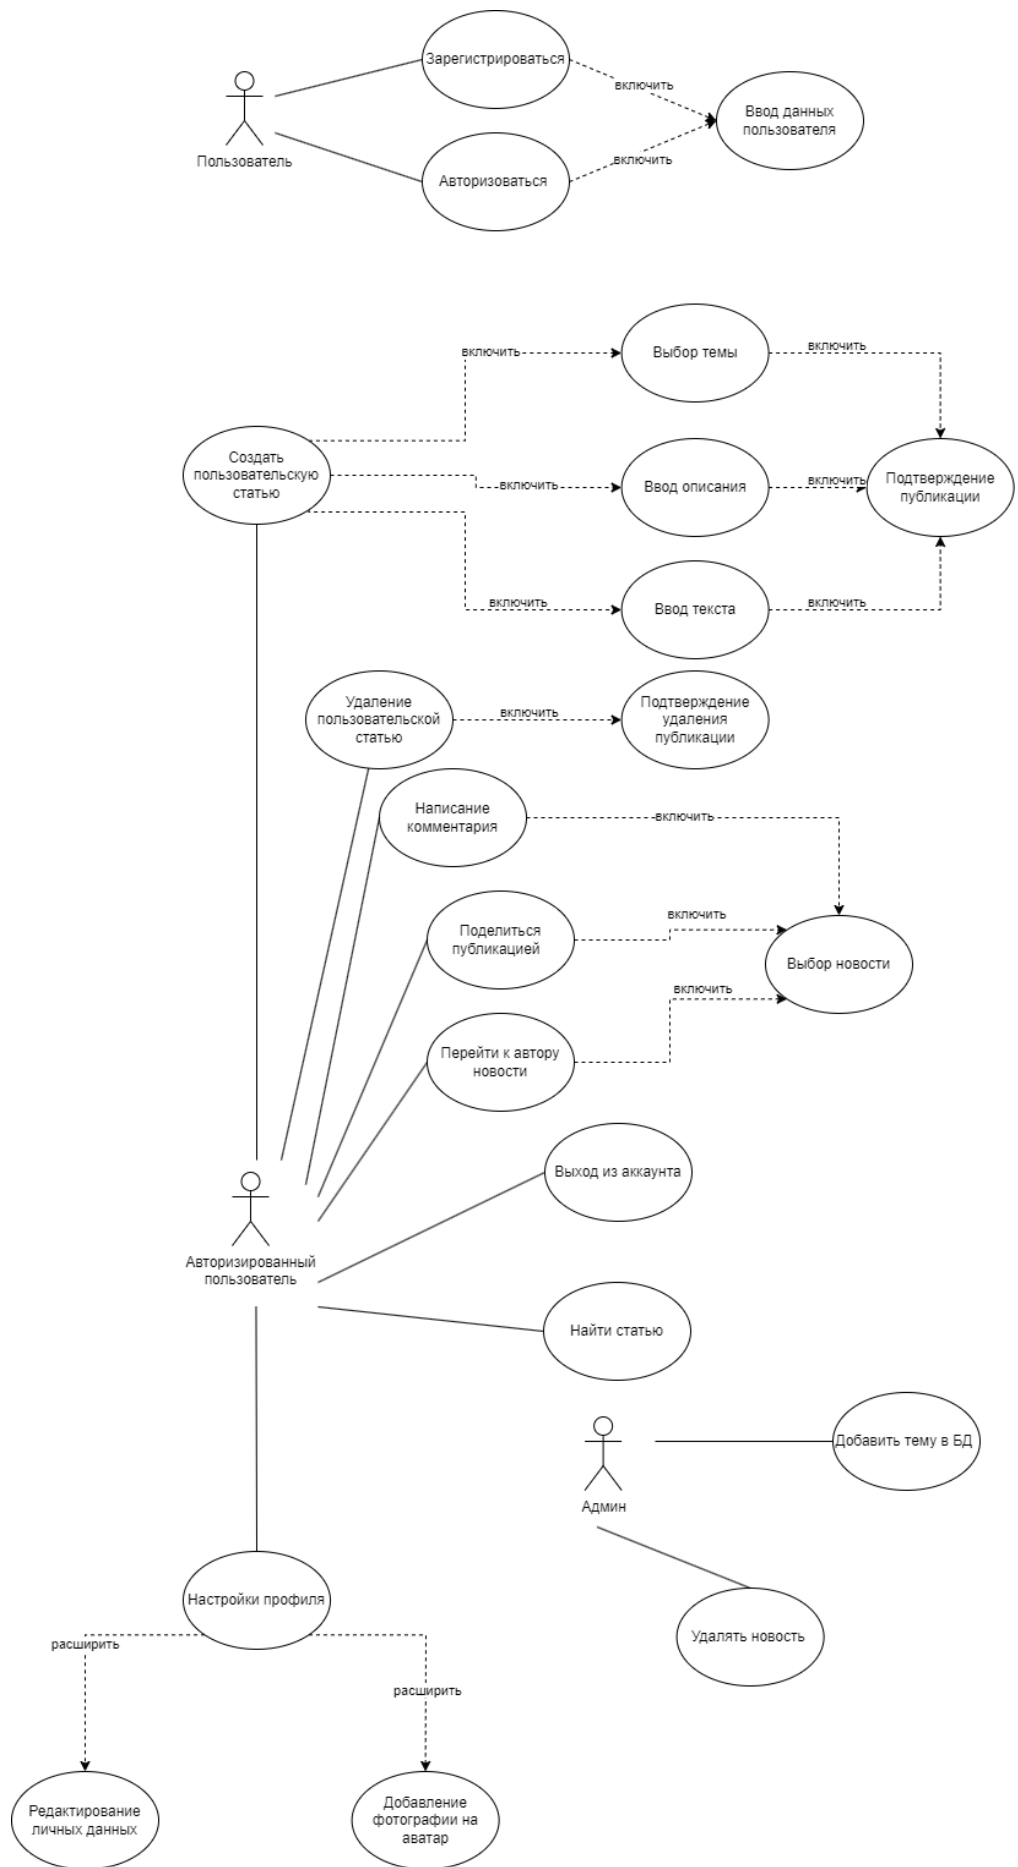 Зарегистрироваться
включить
Ввод данных
пользователя
Пользователь
включить
Авторизоваться
включить
Выбор темы
включить
Создать
пользовательскую
статью
включить
Ввод описания
включить
Подтверждение
публикации
включить
Ввод текста
включить
Удаление
пользовательской
статью
включить
Подтверждение
удаления
публикации
Написание
комментария
включить
Поделиться
публикацией
включить
Выбор новости
включить
Перейти к автору
новости
Выход из аккаунта
Авторизированный
пользователь
Найти статью
Добавить тему в БД
Админ
Настройки профиля
Удалять новость
расширить
расширить
Редактирование
личных данных
Добавление
фотографии на
аватар